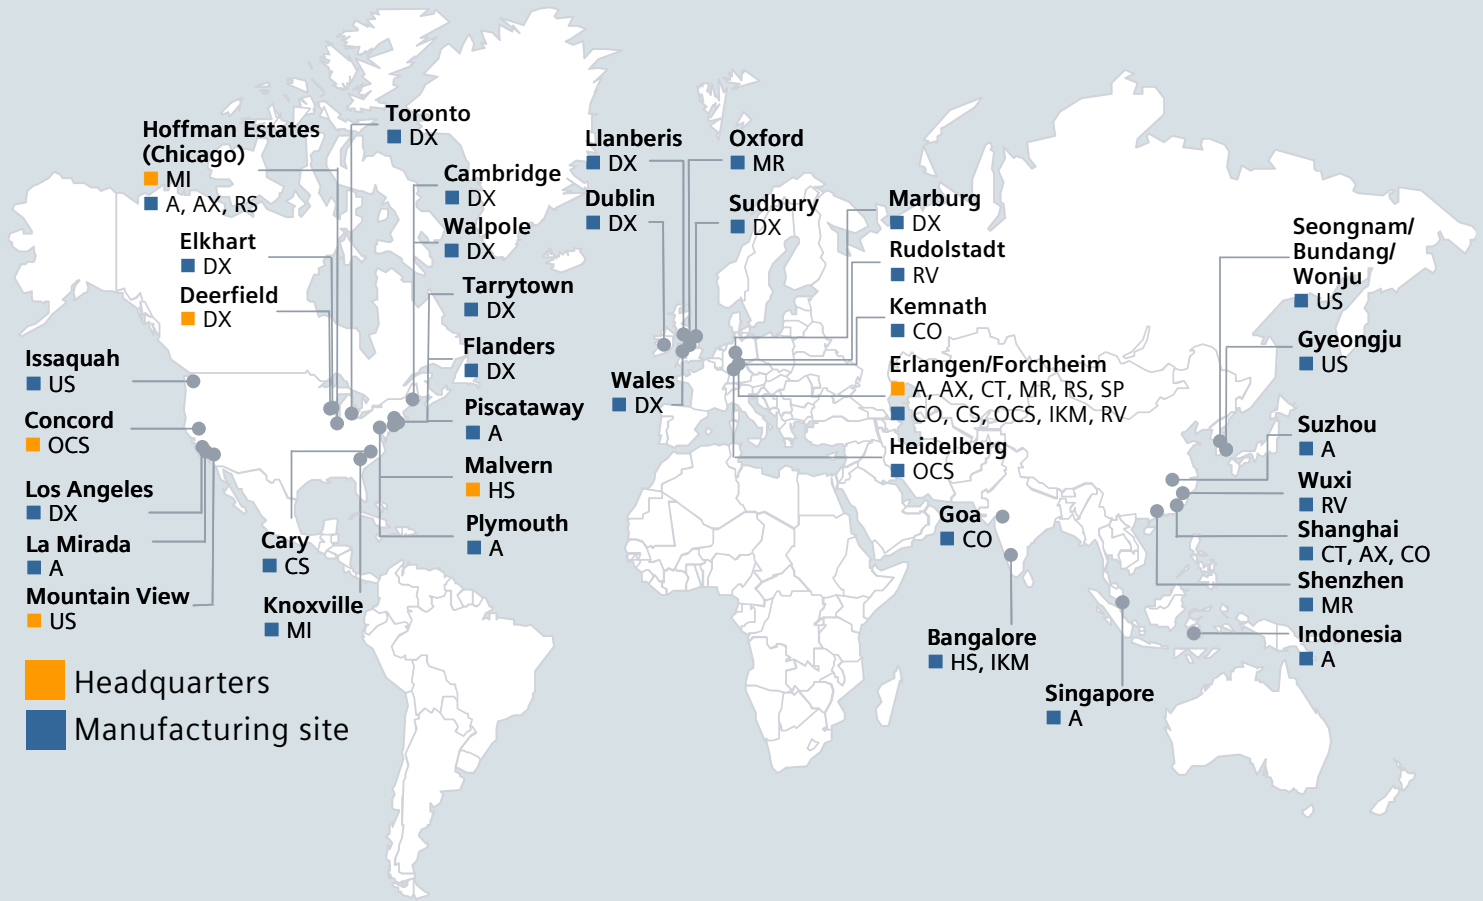 Hoffman Estates
(Chicago)
MI
A, AX, RS
Toronto
DX
Cambridge
DX
Walpole
DX
Elkhart
DX
Deerfield
DX
Tarrytown
DX
Flanders
DX
Issaquah
US
Concord
OCS
Piscataway
A
Malvern
HS
Plymouth
A
Los Angeles
DX
La Mirada
A
Mountain View
US
Cary
CS
Knoxville
MI
Headquarters
Manufacturing site
Llanberis
DX
Dublin
DX
Oxford
MR
Sudbury
DX
Wales
DX
Marburg
DX
Rudolstadt
RV
Kemnath
CO
Erlangen/Forchheim
A, AX, CT, MR, RS, SP
CO, CS, OCS, IKM, RV
Heidelberg
OCS
Goa
CO
Bangalore
HS, IKM
Singapore
A
Seongnam/
Bundang/
Wonju
US
Gyeongju
US
Suzhou
A
Wuxi
RV
Shanghai
CT, AX, CO
Shenzhen
MR
Indonesia
A